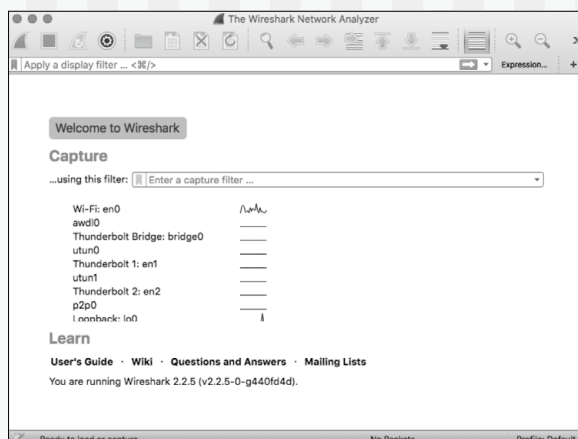 The Wireshark Network Analyzer
Apply a display filter ... <⌘/>
Expression...
+
Welcome to Wireshark
Capture
...using this filter: Enter a capture filter ...
Wi-Fi: en0
awdl0
Thunderbolt Bridge: bridge0
utun0
Thunderbolt 1: en1
utun1
Thunderbolt 2: en2
p2p0
Loopback: lo0
Learn
User's Guide · Wiki · Questions and Answers · Mailing Lists
You are running Wireshark 2.2.5 (v2.2.5-0-g440fd4d).
Ready to load or capture
No Packets
Profile: Default